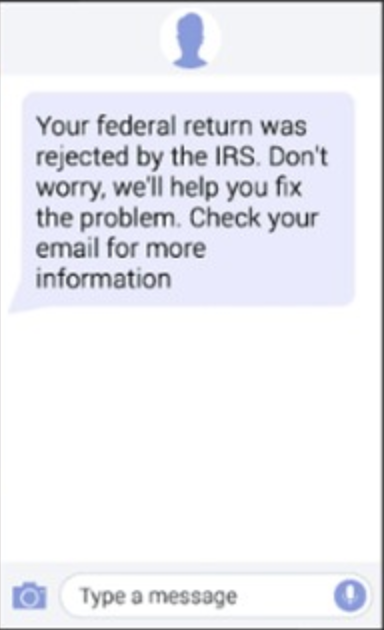 Your federal return was
rejected by the IRS. Don't
worry, we'll help you fix
the problem. Check your
email for more
information
Type a message